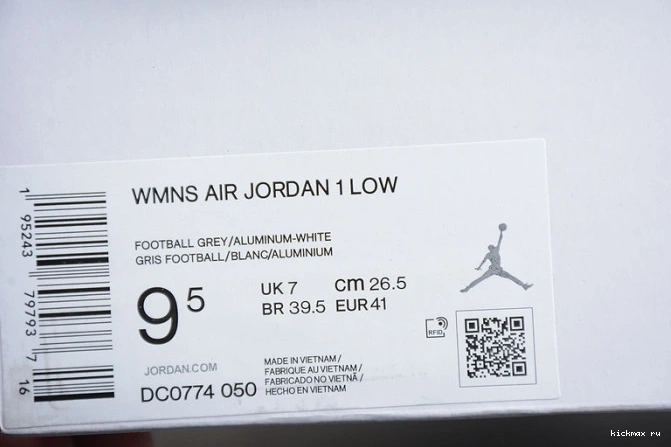 WMNS AIR JORDAN 1 LOW
FOOTBALL GREY/ALUMINUM-WHITE
GRIS FOOTBALL/BLANC/ALUMINIUM
9 5
UK 7 cm 26.5
BR 39.5 EUR 41
RFID
JORDAN.COM
DC0774 050
MADE IN VIETNAM /
FABRIQUE AU VIETNAM /
FABRICADO NO VIETNÃ /
HECHO EN VIETNAM
1 95243 79793 7 16
kickmax ru